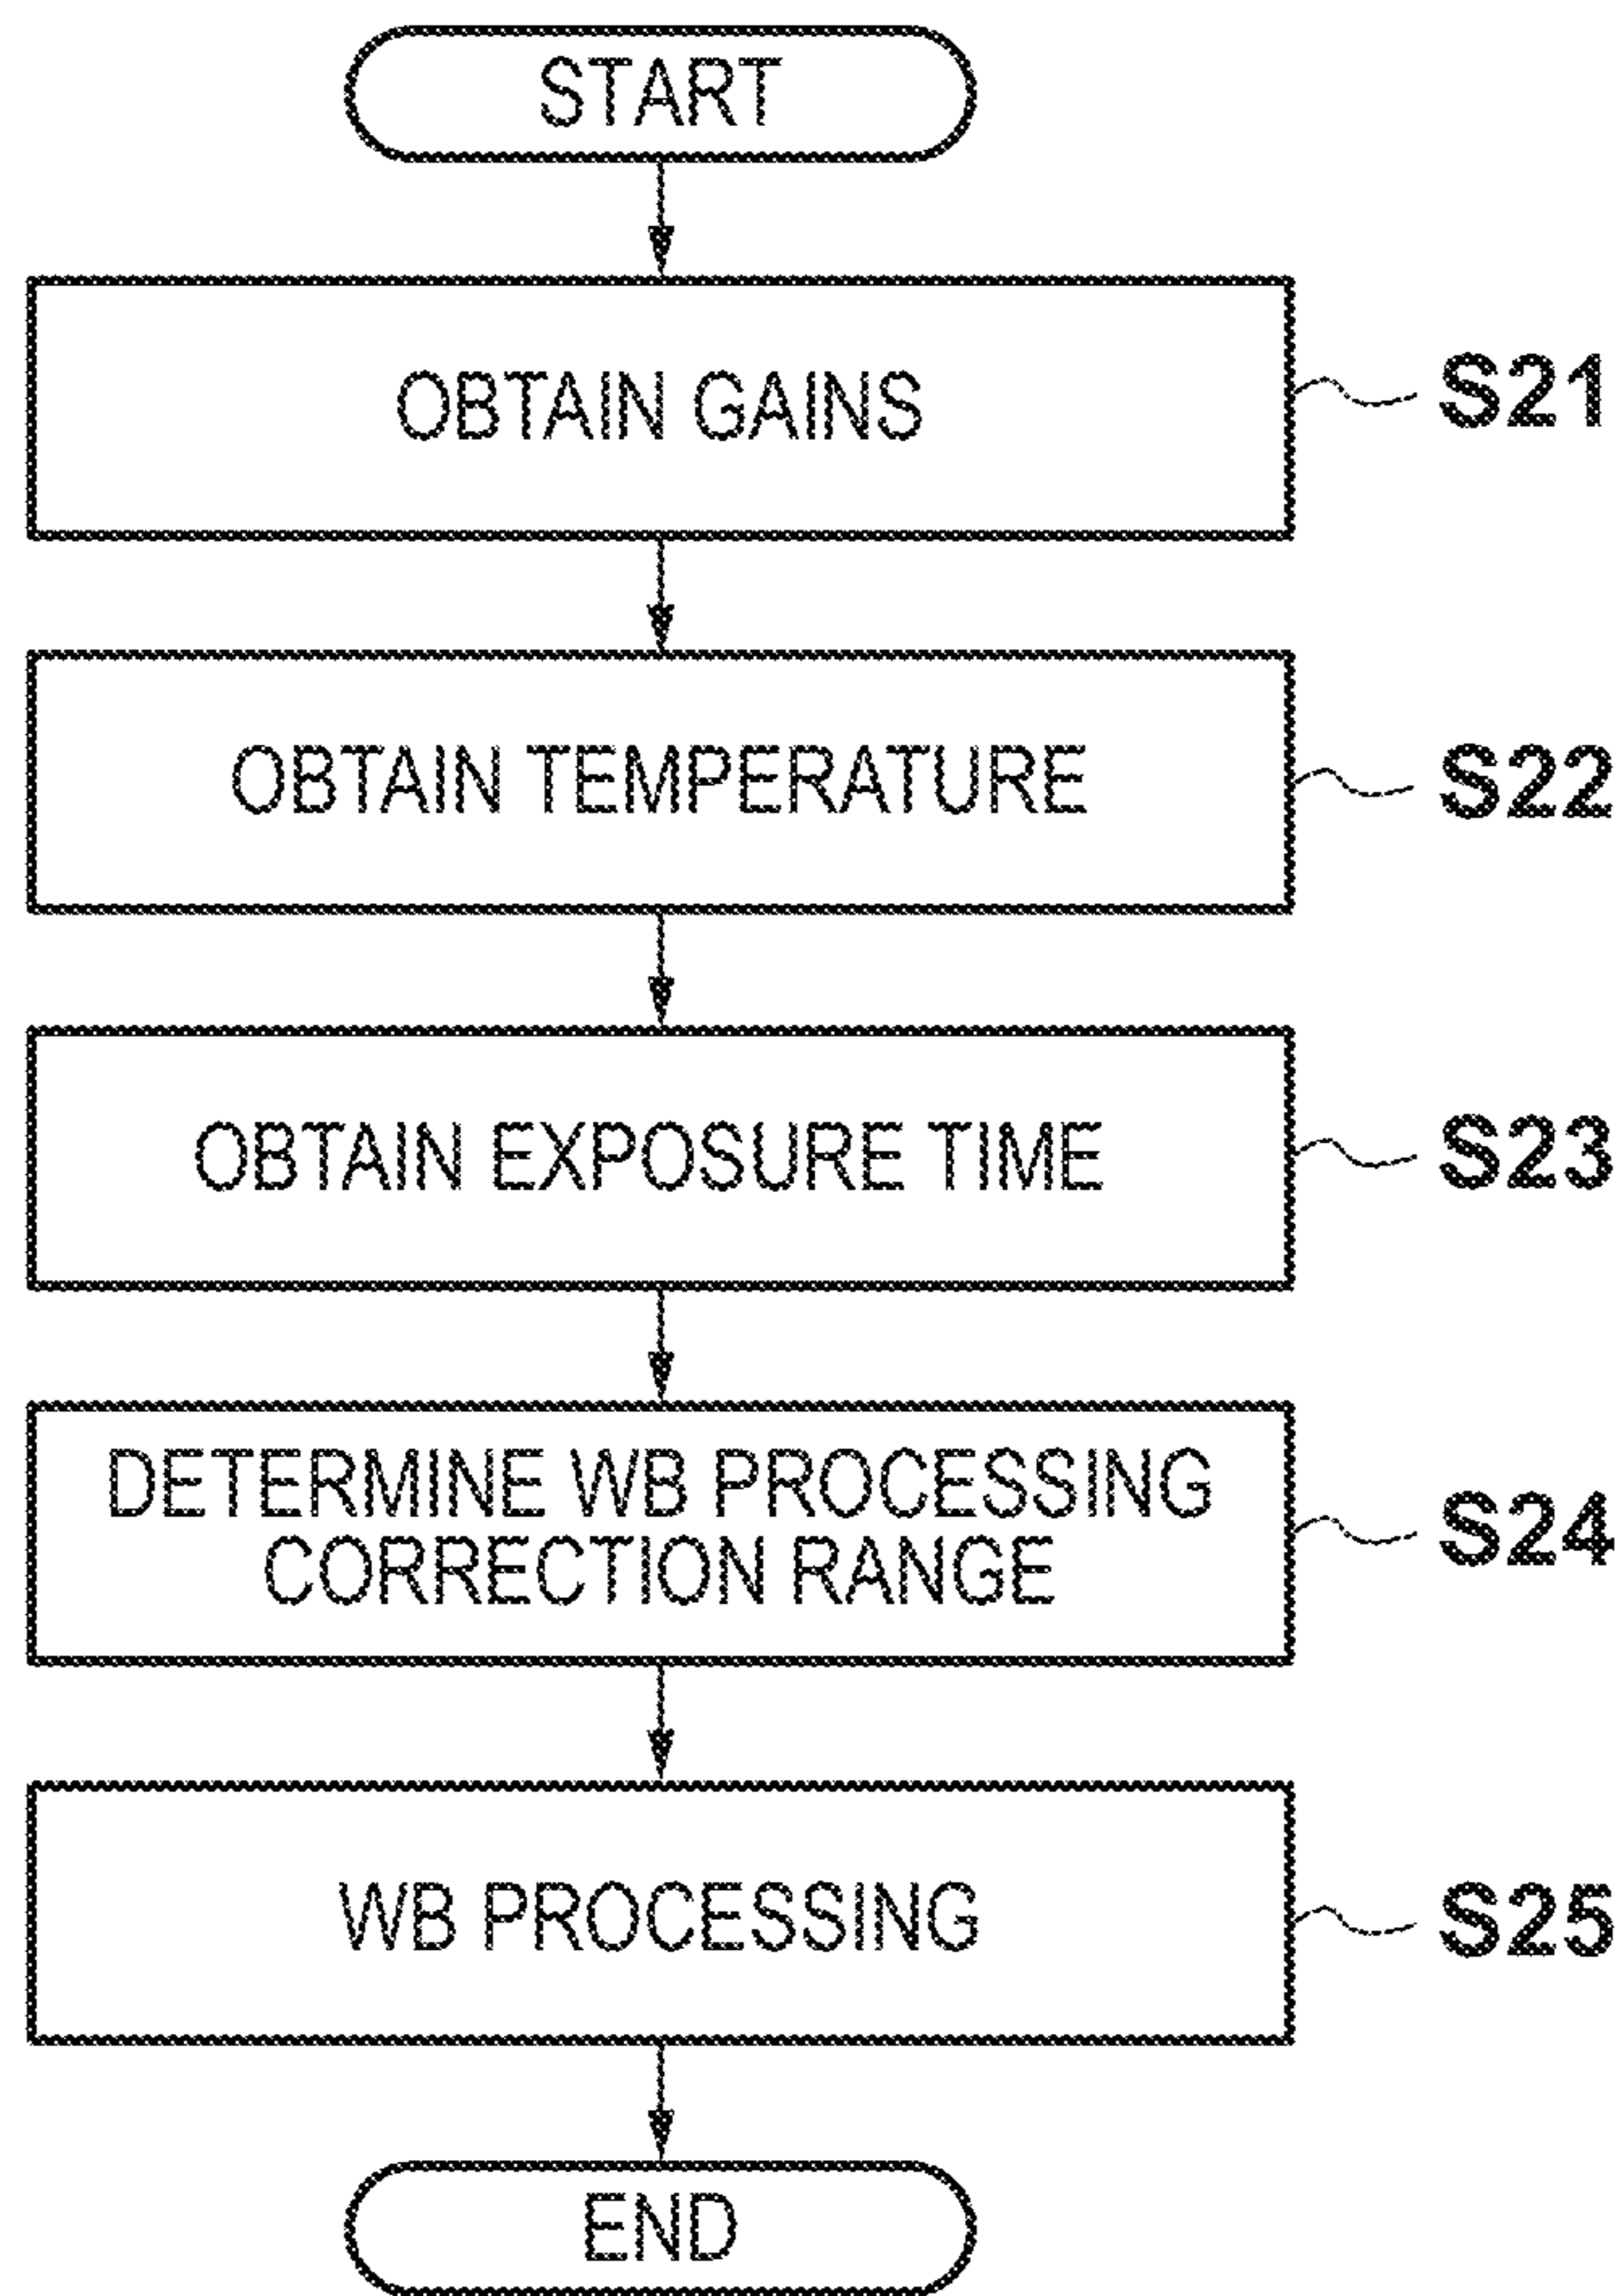 START
OBTAIN GAINS
S21
OBTAIN TEMPERATURE
S22
OBTAIN EXPOSURE TIME
S23
DETERMINE WB PROCESSING
CORRECTION RANGE
S24
WB PROCESSING
S25
END